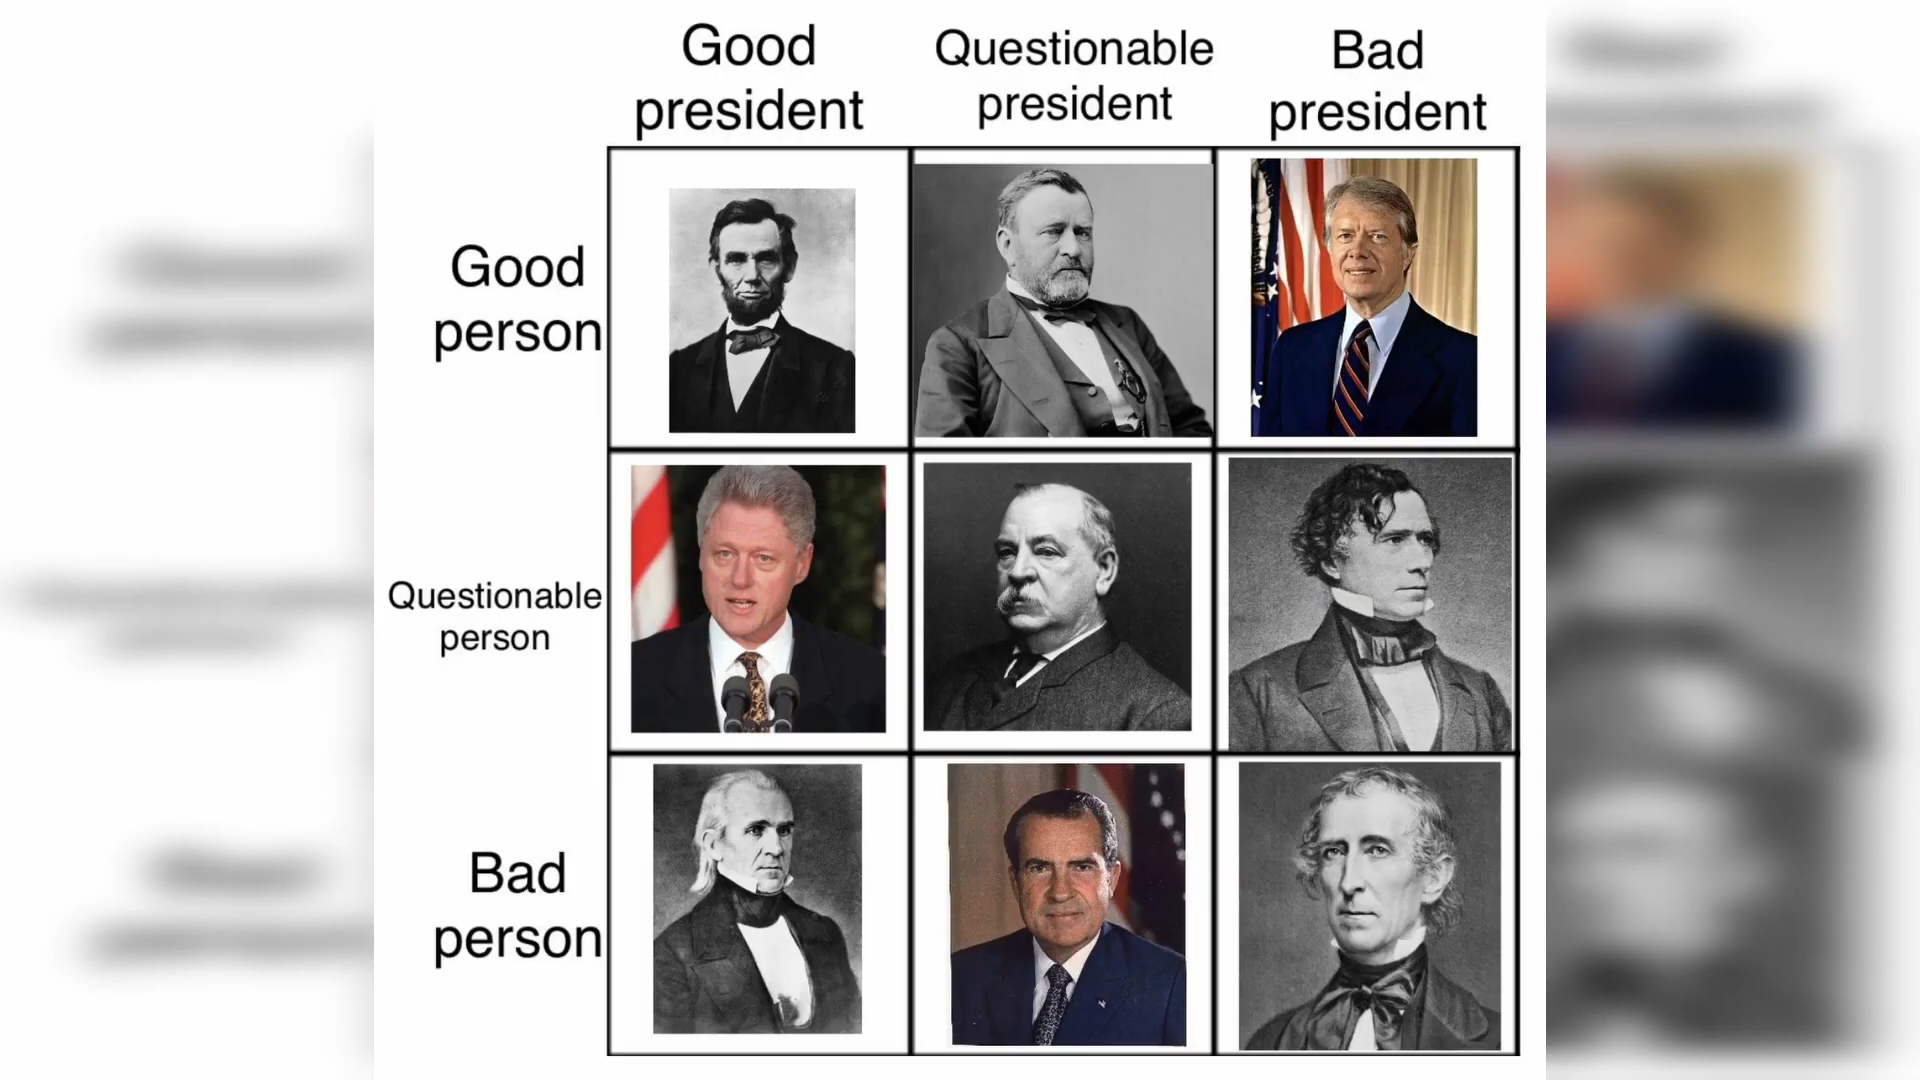 Good
president
Questionable
president
Bad
president
Good
person
Questionable
person
Bad
person